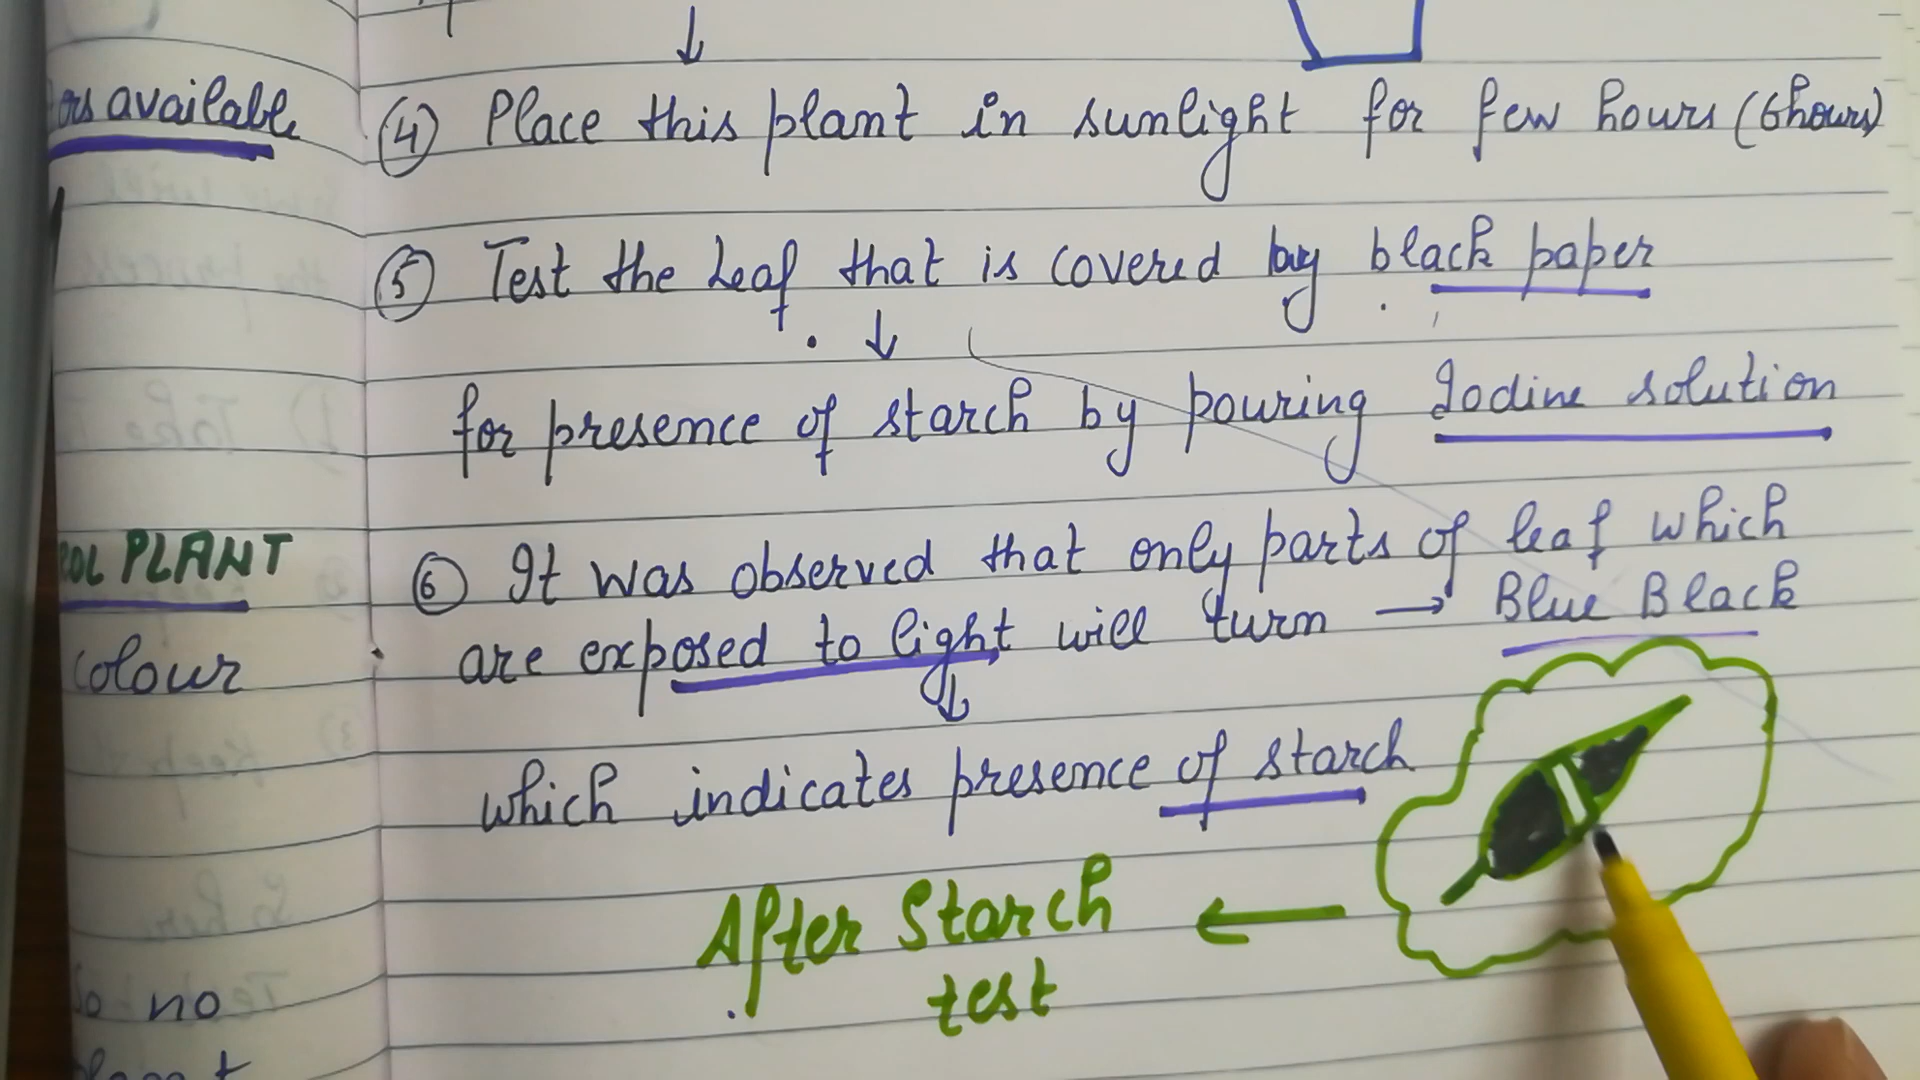 available
(4) Place this plant in sunlight for few hours (6hours)
(5) Test the Leaf that is covered by black paper
for presence of starch by pouring Iodine solution
PLANT
(6) It was observed that only parts of leaf which
are exposed to light will turn → Blue Black
colour
which indicates presence of starch
After Starch ←
test
no